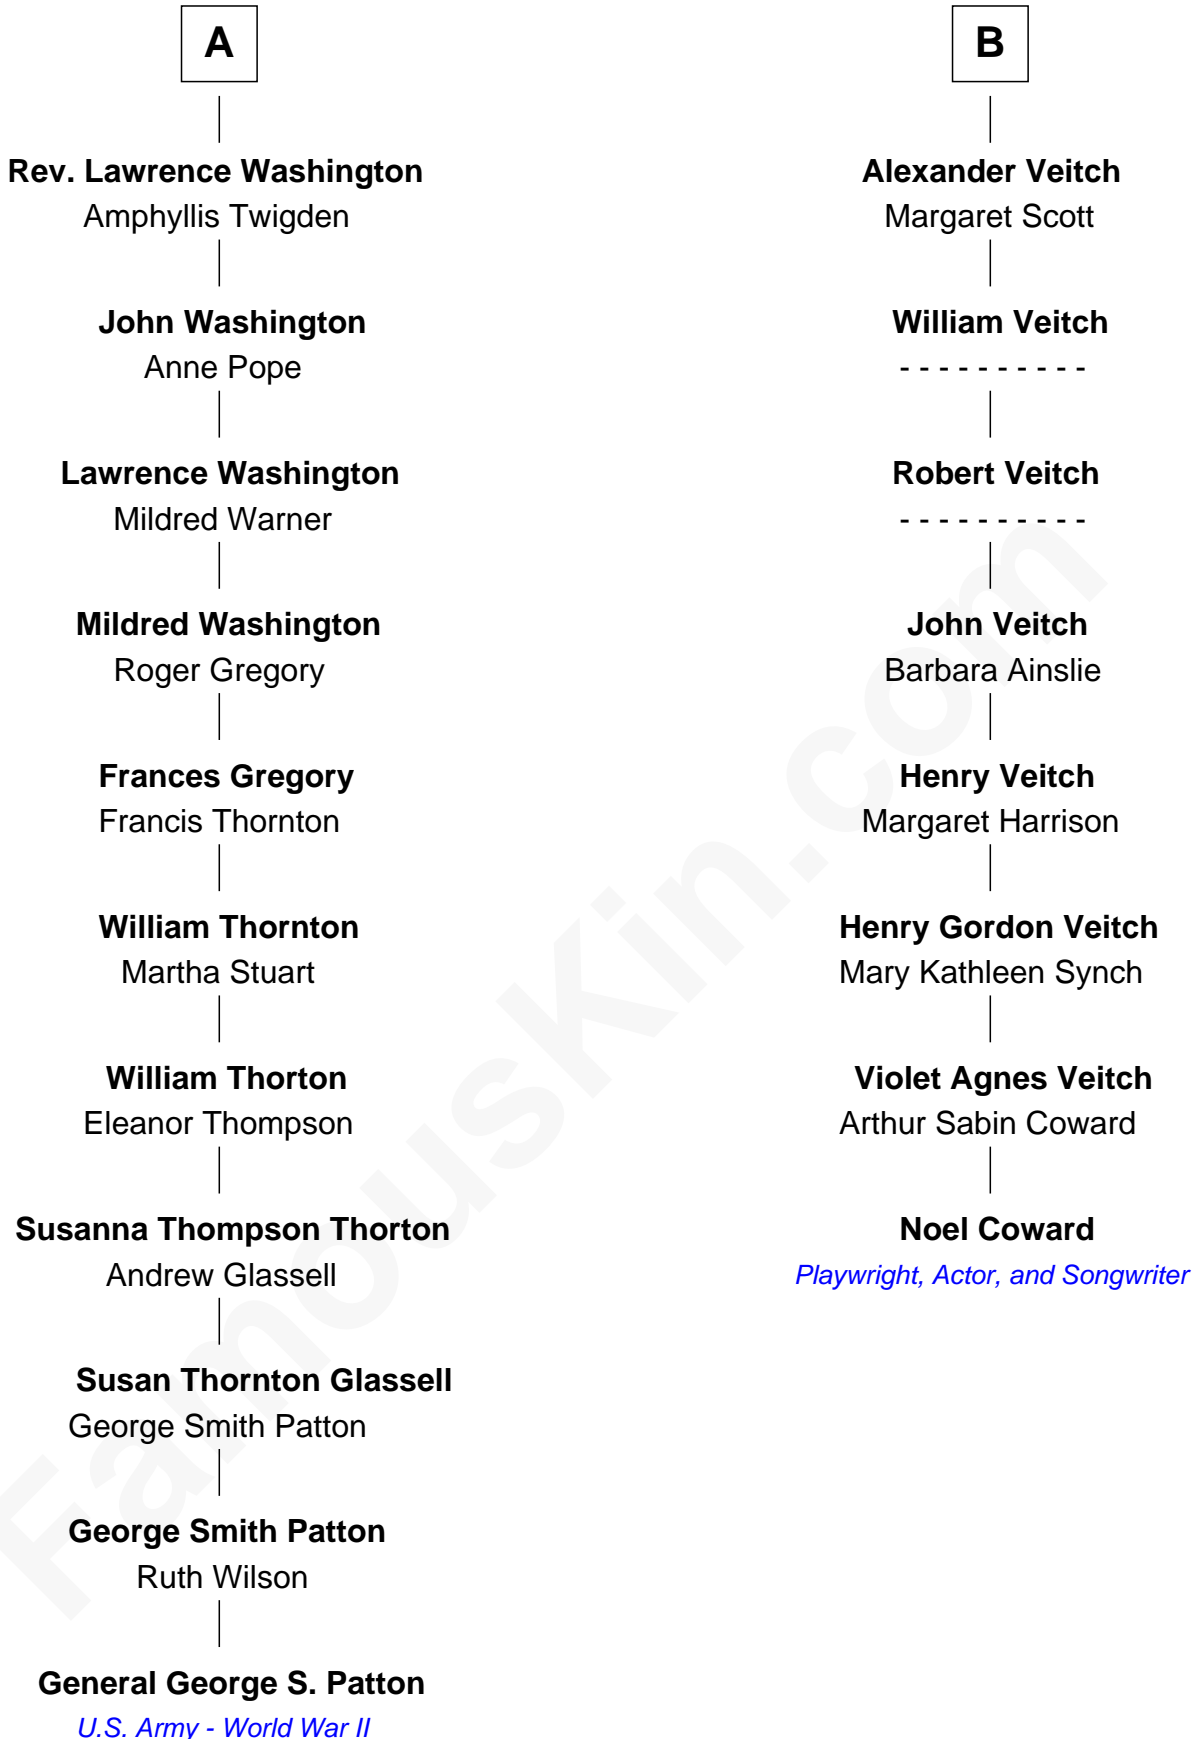 A
Rev. Lawrence Washington
Amphyllis Twigden
John Washington
Anne Pope
Lawrence Washington
Mildred Warner
Mildred Washington
Roger Gregory
Frances Gregory
Francis Thornton
William Thornton
Martha Stuart
William Thorton
Eleanor Thompson
Susanna Thompson Thorton
Andrew Glassell
Susan Thornton Glassell
George Smith Patton
George Smith Patton
Ruth Wilson
General George S. Patton
U.S. Army - World War II
B
Alexander Veitch
Margaret Scott
William Veitch
- - - - - - - - - -
Robert Veitch
- - - - - - - - - -
John Veitch
Barbara Ainslie
Henry Veitch
Margaret Harrison
Henry Gordon Veitch
Mary Kathleen Synch
Violet Agnes Veitch
Arthur Sabin Coward
Noel Coward
Playwright, Actor, and Songwriter
FamousKin.com